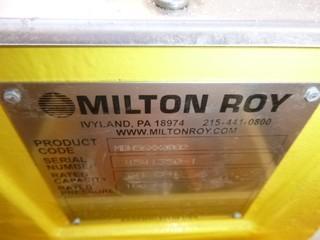 MILTON ROY
IVYLAND, PA 18974 215-441-0800
WWW.MILTONROY.COM
PRODUCT
CODE
SERIAL
NUMBER
RATED
CAPACITY
RATED
PRESSURE